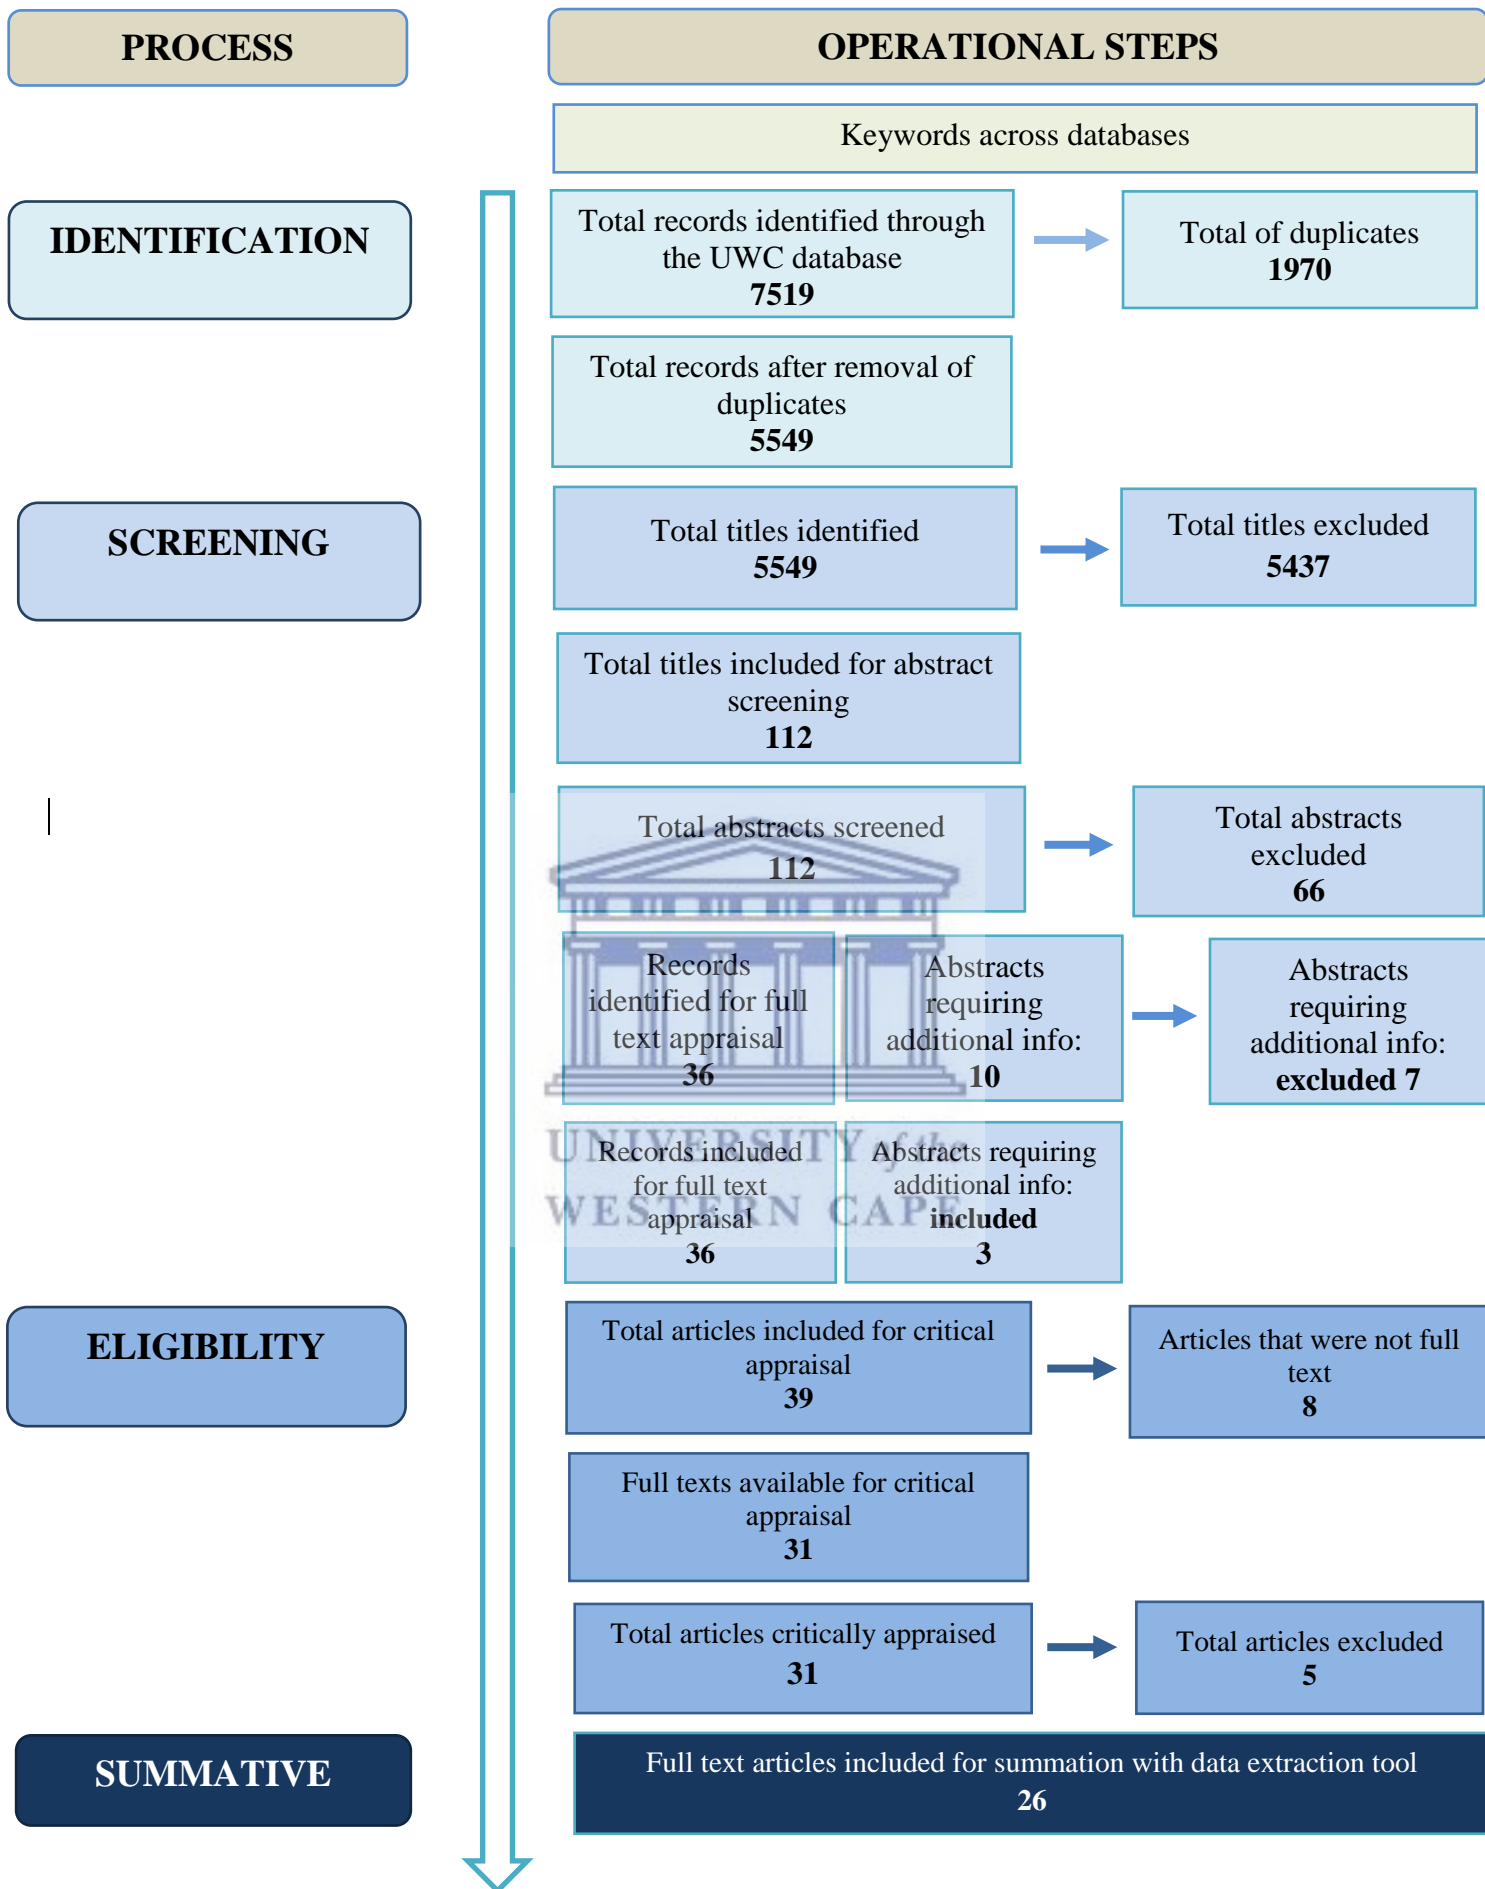 PROCESS
OPERATIONAL STEPS
Keywords across databases
IDENTIFICATION
Total records identified through
the UWC database
7519
Total of duplicates
1970
Total records after removal of
duplicates
5549
SCREENING
Total titles identified
5549
Total titles excluded
5437
Total titles included for abstract
screening
112
Total abstracts screened
112
Total abstracts
excluded
66
Records
identified for full
text appraisal
36
Abstracts
requiring
additional info:
10
Abstracts
requiring
additional info:
excluded 7
Records included
for full text
appraisal
36
Abstracts requiring
additional info:
included
3
UNIVERSITY of the
WESTERN CAPE
ELIGIBILITY
Total articles included for critical
appraisal
39
Articles that were not full
text
8
Full texts available for critical
appraisal
31
Total articles critically appraised
31
Total articles excluded
5
SUMMATIVE
Full text articles included for summation with data extraction tool
26